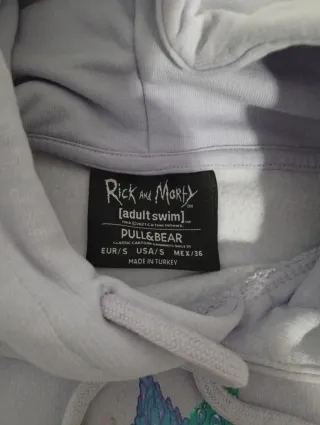 Rick and Morty
[adult swim]
PULL&BEAR
EUR/S USA/S MEX/36
MADE IN TURKEY